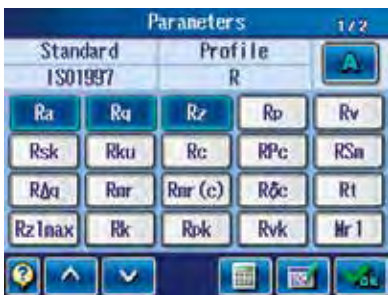 Parameters 1/2
Standard Profile A
ISO1997 R
Ra Rq Rz Rp Rv
Rsk Rku Rc RPc RSm
RΔq Rmr Rmr(c) Rδc Rt
Rz1max Rk Rpk Rvk Mr1
? OK